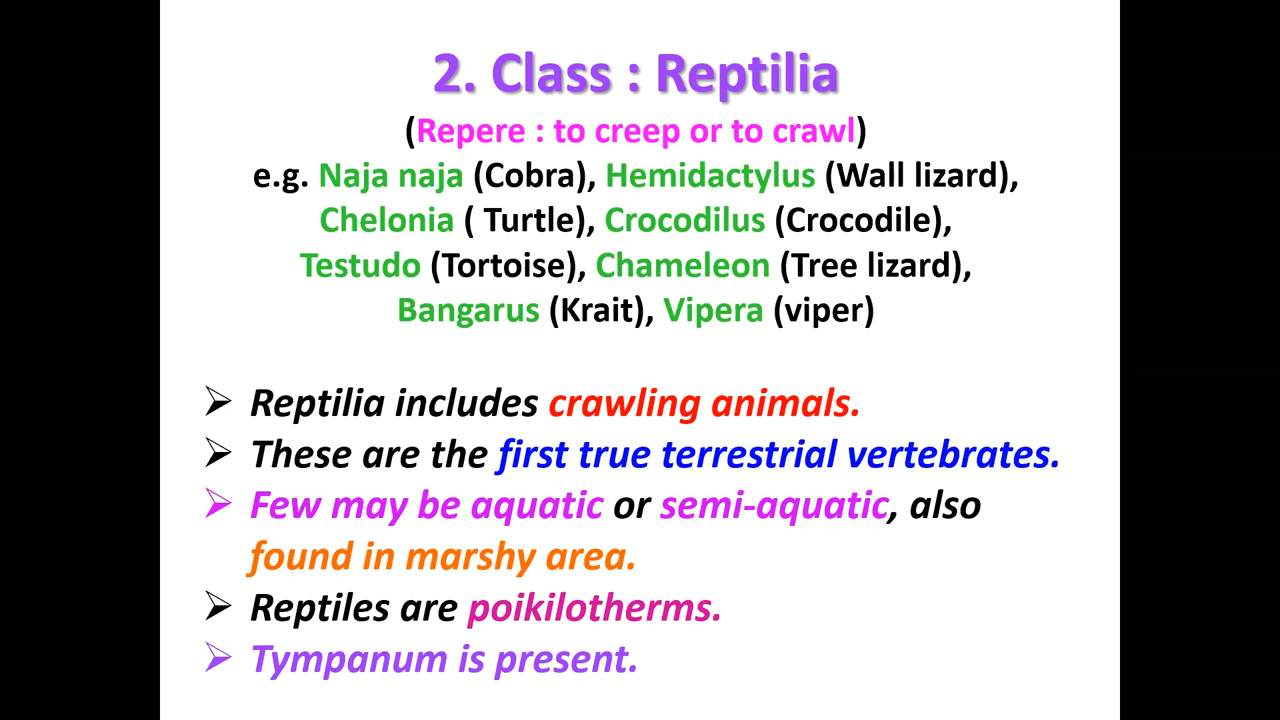 2. Class : Reptilia
(Repere : to creep or to crawl)
e.g. Naja naja (Cobra), Hemidactylus (Wall lizard),
Chelonia ( Turtle), Crocodilus (Crocodile),
Testudo (Tortoise), Chameleon (Tree lizard),
Bangarus (Krait), Vipera (viper)
➢ Reptilia includes crawling animals.
➢ These are the first true terrestrial vertebrates.
➢ Few may be aquatic or semi-aquatic, also
found in marshy area.
➢ Reptiles are poikilotherms.
➢ Tympanum is present.